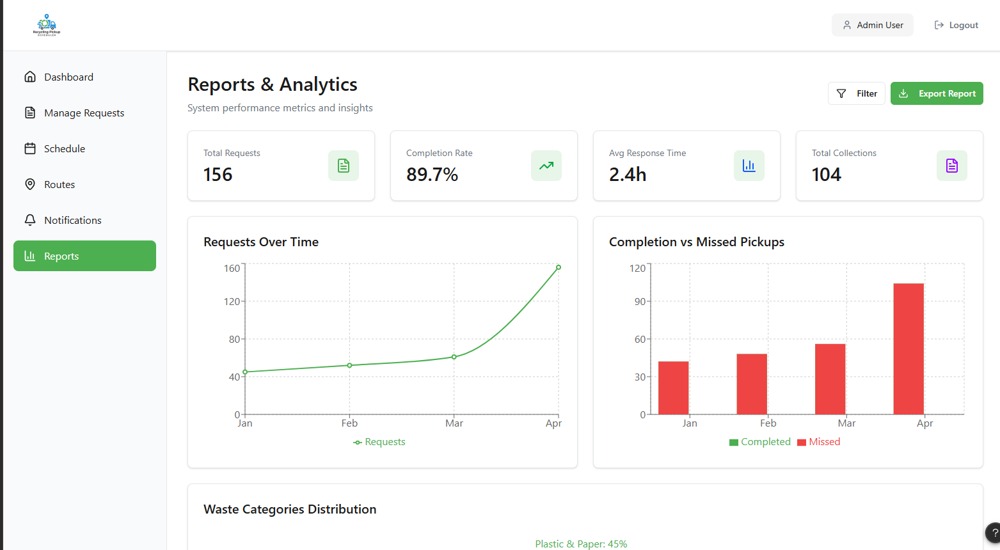 Recycling Pickup
SCHEDULER
Admin User
Logout
Dashboard
Manage Requests
Schedule
Routes
Notifications
Reports
Reports & Analytics
System performance metrics and insights
Filter
Export Report
Total Requests
156
Completion Rate
89.7%
Avg Response Time
2.4h
Total Collections
104
Requests Over Time
160
120
80
40
0
Jan Feb Mar Apr
Requests
Completion vs Missed Pickups
120
90
60
30
0
Jan Feb Mar Apr
Completed Missed
Waste Categories Distribution
Plastic & Paper: 45%
?